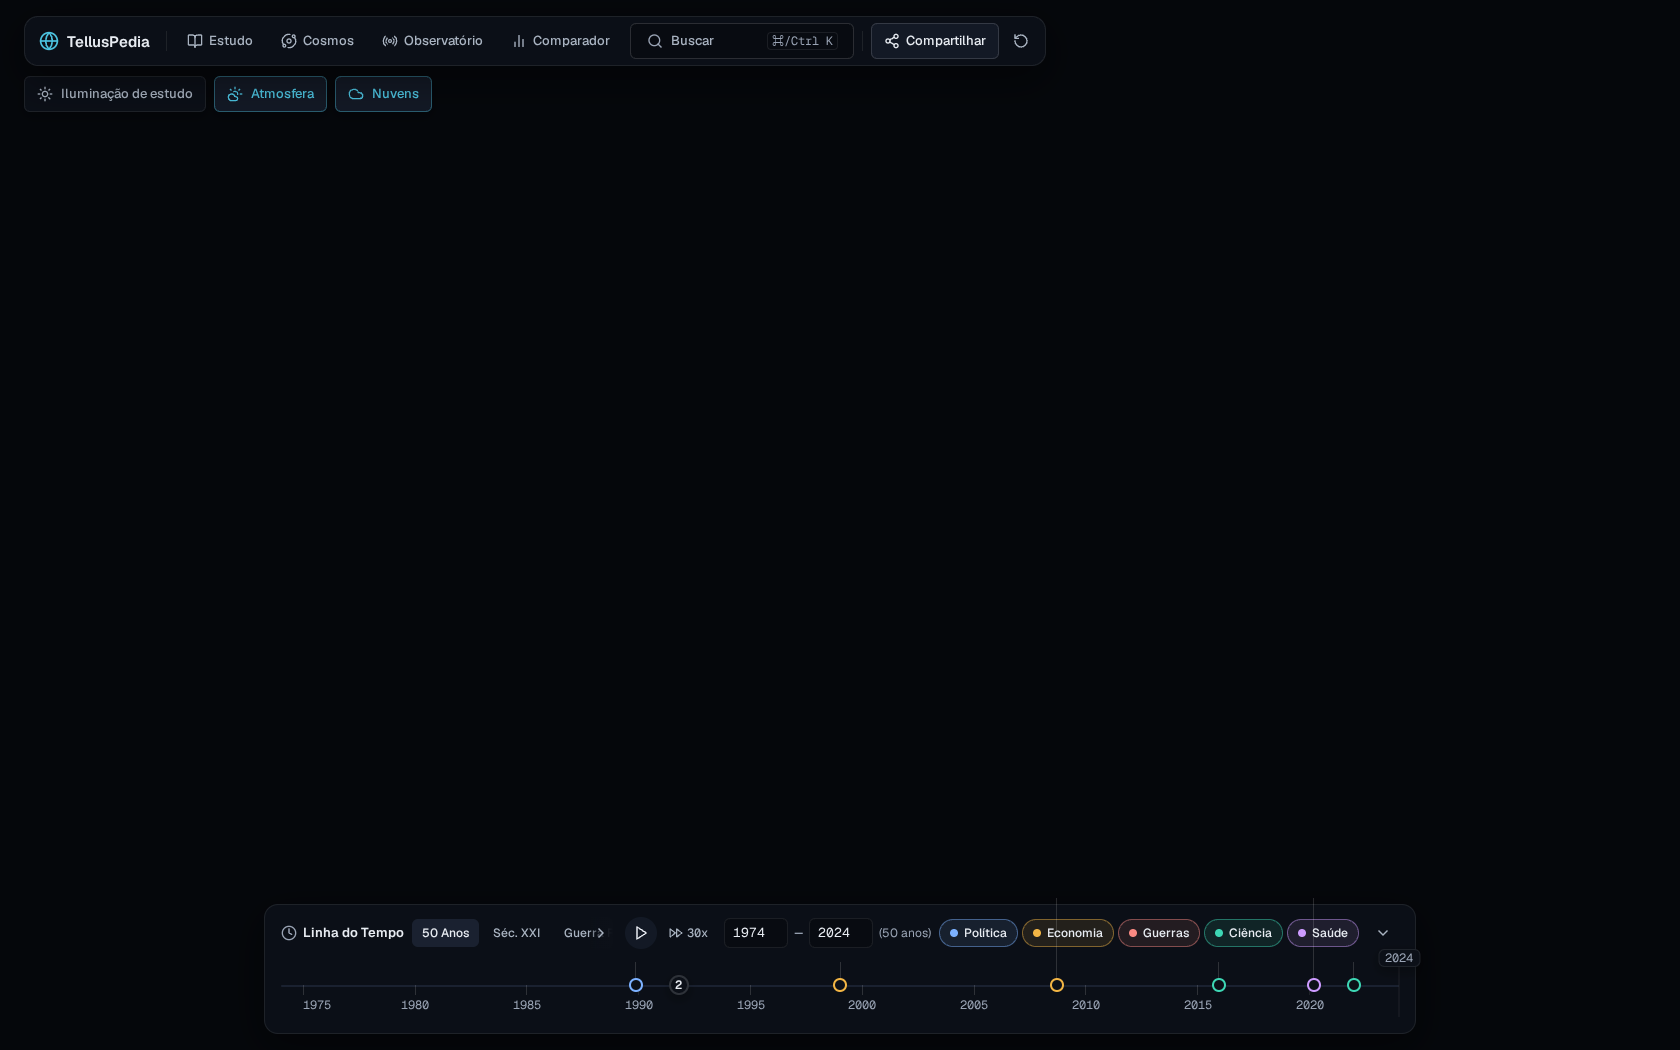 TellusPedia Estudo Cosmos Observatório Comparador Buscar ⌘/Ctrl K Compartilhar
Iluminação de estudo Atmosfera Nuvens
Linha do Tempo 50 Anos Séc. XXI Guerr 30x 1974 — 2024 (50 anos) Política Economia Guerras Ciência Saúde
2024
2
1975 1980 1985 1990 1995 2000 2005 2010 2015 2020